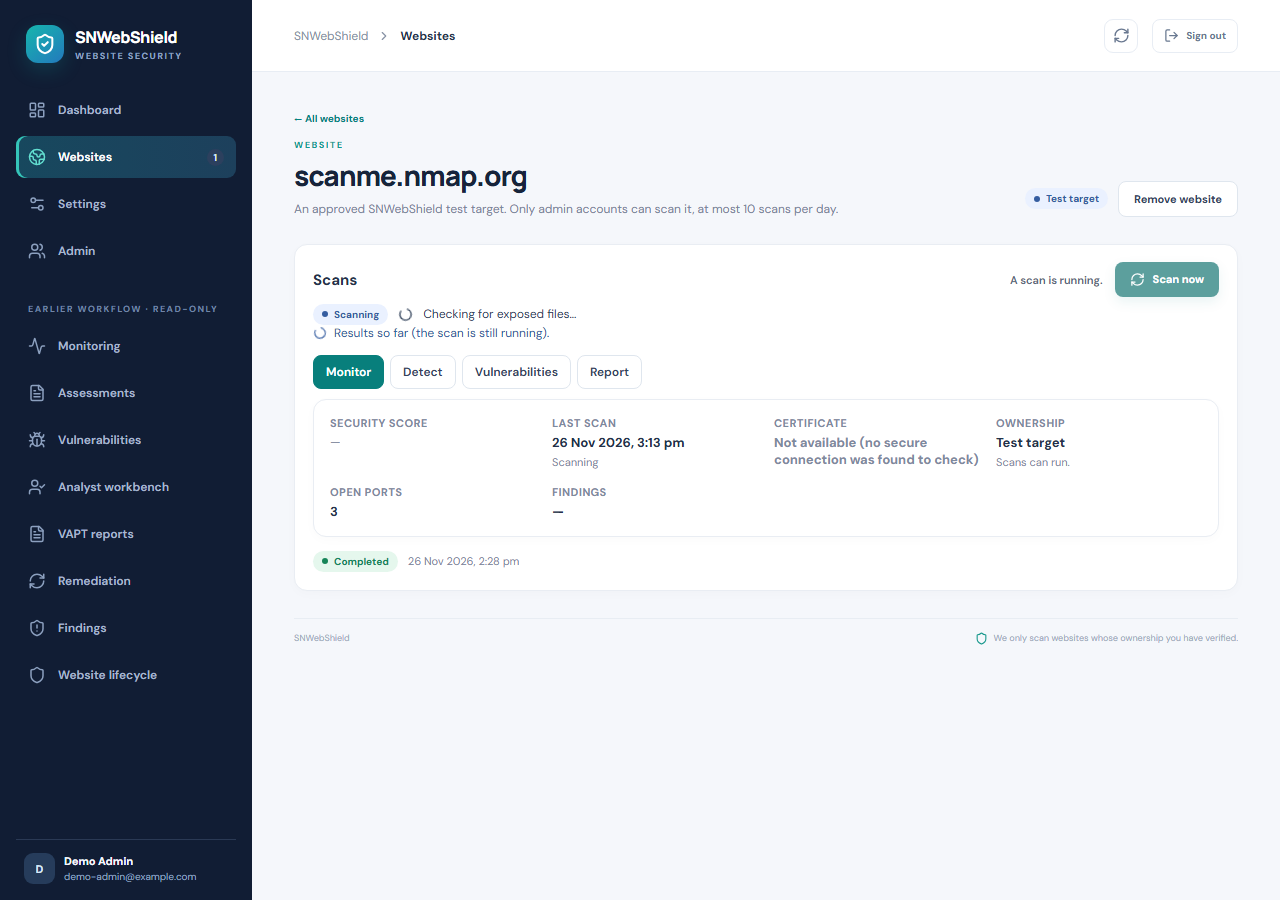 SNWebShield
WEBSITE SECURITY
Dashboard
Websites 1
Settings
Admin
EARLIER WORKFLOW · READ-ONLY
Monitoring
Assessments
Vulnerabilities
Analyst workbench
VAPT reports
Remediation
Findings
Website lifecycle
D
Demo Admin
demo-admin@example.com
SNWebShield > Websites
Sign out
← All websites
WEBSITE
scanme.nmap.org
An approved SNWebShield test target. Only admin accounts can scan it, at most 10 scans per day.
Test target
Remove website
Scans
A scan is running.
Scan now
Scanning Checking for exposed files…
Results so far (the scan is still running).
Monitor Detect Vulnerabilities Report
SECURITY SCORE
—
LAST SCAN
26 Nov 2026, 3:13 pm
Scanning
CERTIFICATE
Not available (no secure
connection was found to check)
OWNERSHIP
Test target
Scans can run.
OPEN PORTS
3
FINDINGS
—
Completed 26 Nov 2026, 2:28 pm
SNWebShield
We only scan websites whose ownership you have verified.